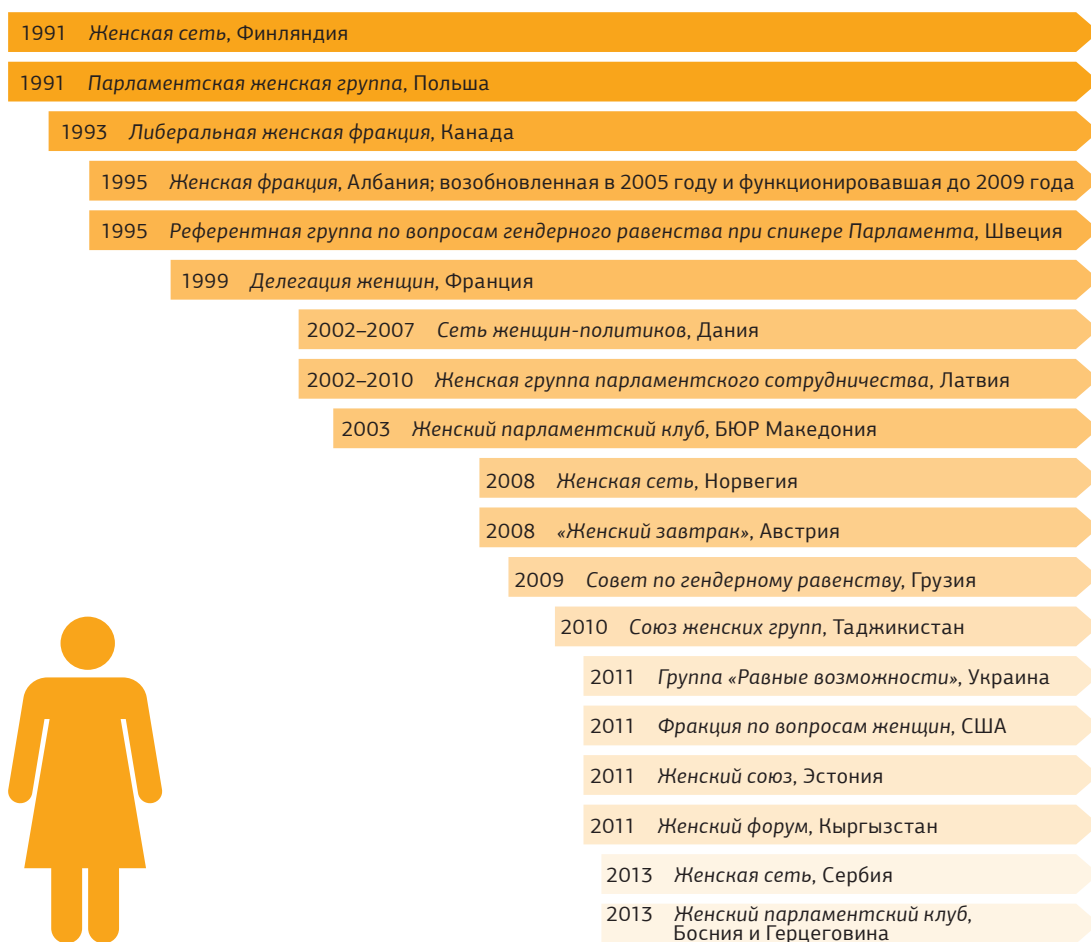 1991 Женская сеть, Финляндия
1991 Парламентская женская группа, Польша
1993 Либеральная женская фракция, Канада
1995 Женская фракция, Албания; возобновленная в 2005 году и функционировавшая до 2009 года
1995 Референтная группа по вопросам гендерного равенства при спикере Парламента, Швеция
1999 Делегация женщин, Франция
2002–2007 Сеть женщин-политиков, Дания
2002–2010 Женская группа парламентского сотрудничества, Латвия
2003 Женский парламентский клуб, БЮР Македония
2008 Женская сеть, Норвегия
2008 «Женский завтрак», Австрия
2009 Совет по гендерному равенству, Грузия
2010 Союз женских групп, Таджикистан
2011 Группа «Равные возможности», Украина
2011 Фракция по вопросам женщин, США
2011 Женский союз, Эстония
2011 Женский форум, Кыргызстан
2013 Женская сеть, Сербия
2013 Женский парламентский клуб,
Босния и Герцеговина